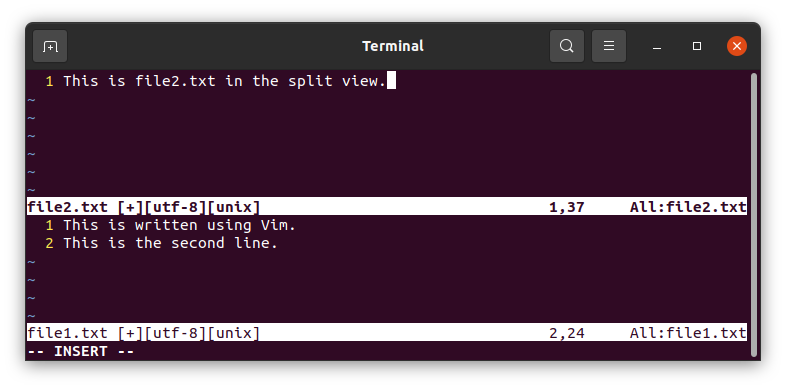 Terminal
1 This is file2.txt in the split view.
~
~
~
~
~
~
file2.txt [+][utf-8][unix] 1,37 All:file2.txt
1 This is written using Vim.
2 This is the second line.
~
~
~
~
file1.txt [+][utf-8][unix] 2,24 All:file1.txt
-- INSERT --